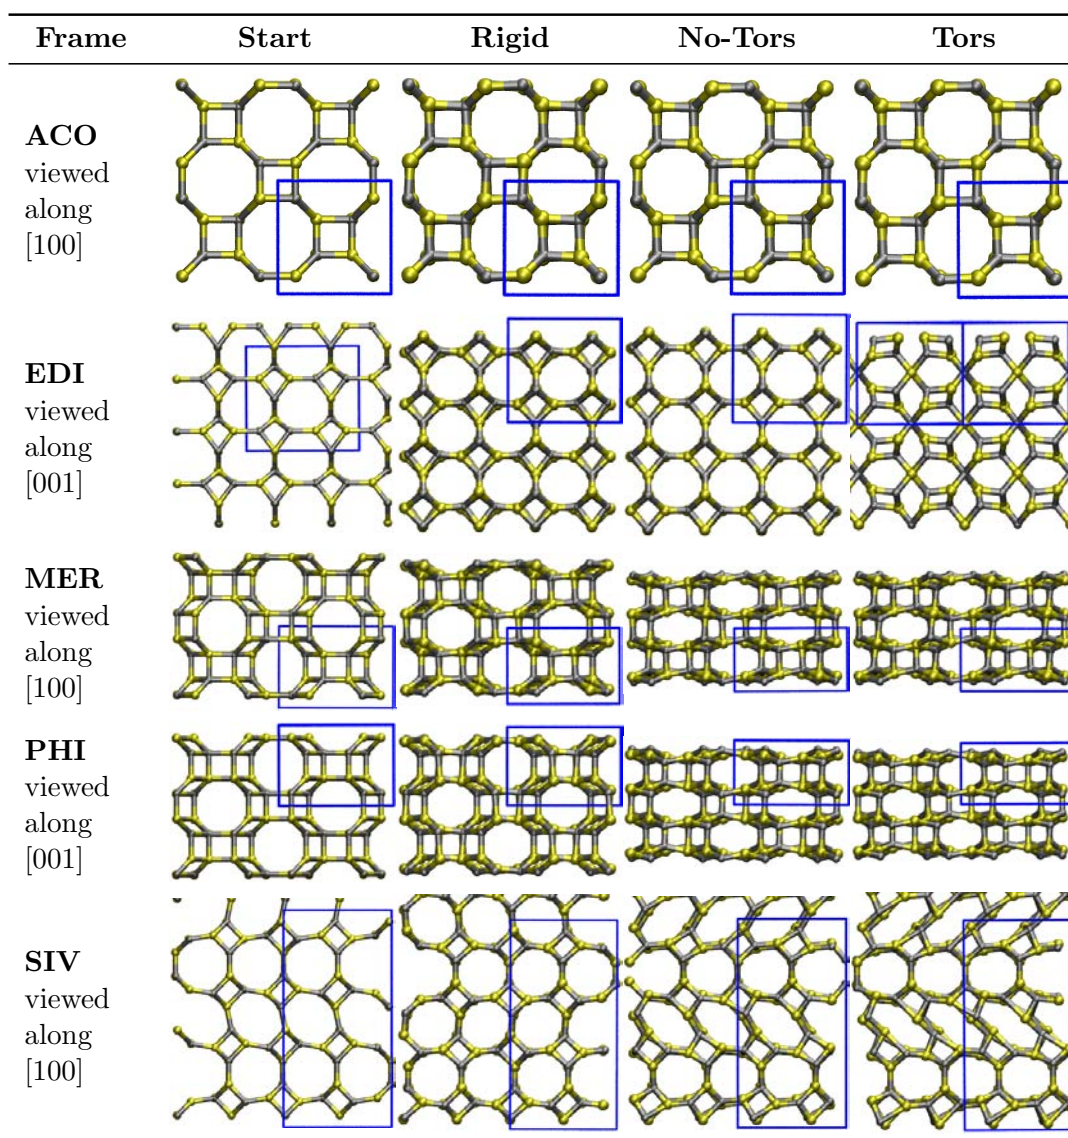 Frame Start Rigid No-Tors Tors
ACO
viewed
along
[100]
EDI
viewed
along
[001]
MER
viewed
along
[100]
PHI
viewed
along
[001]
SIV
viewed
along
[100]